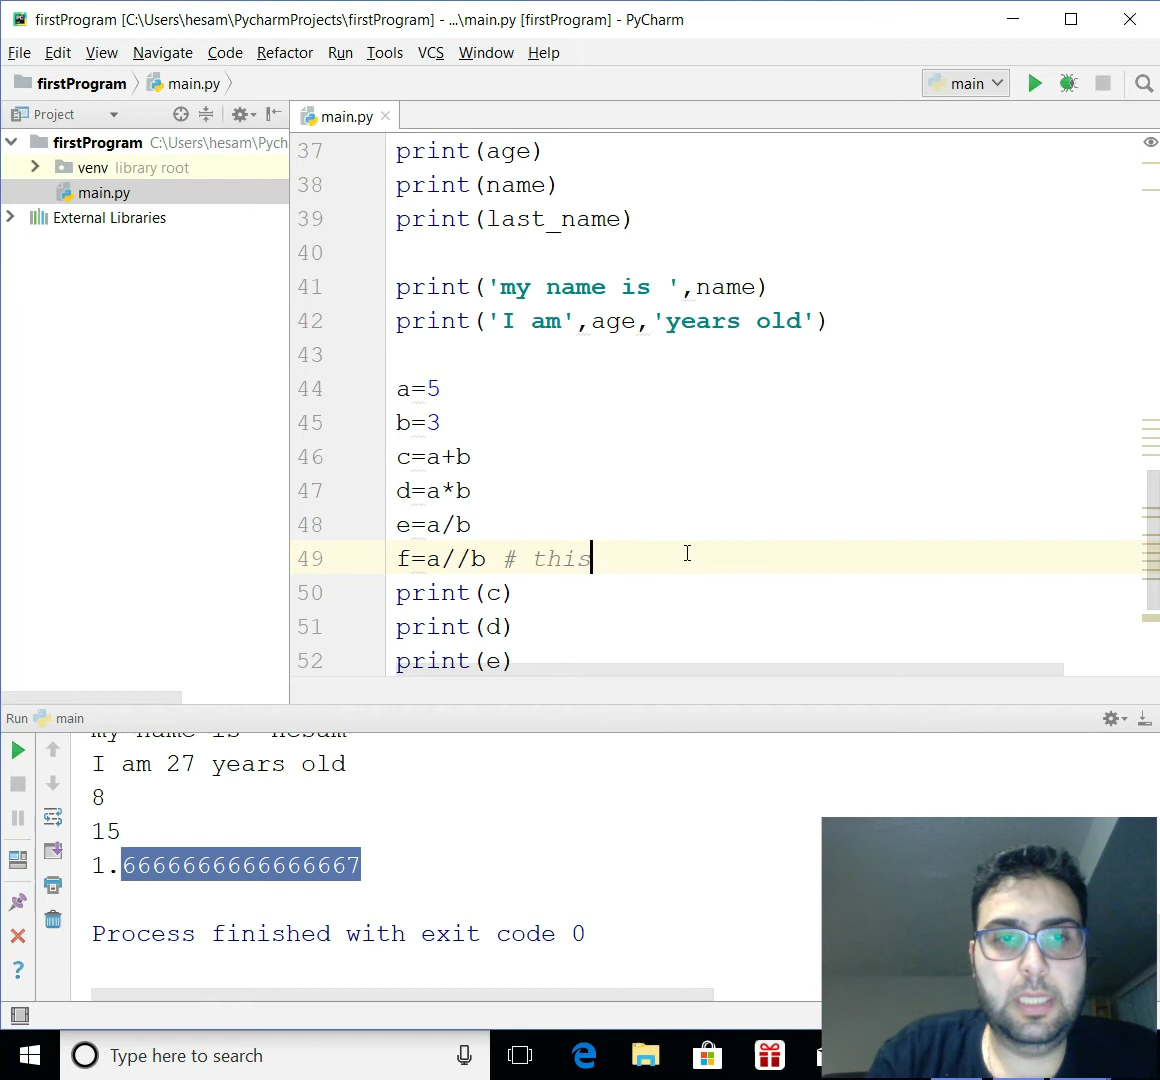 firstProgram [C:\Users\hesam\PycharmProjects\firstProgram] - ...\main.py [firstProgram] - PyCharm
File Edit View Navigate Code Refactor Run Tools VCS Window Help
firstProgram main.py main
Project
main.py
firstProgram C:\Users\hesam\Pych
venv library root
main.py
External Libraries
37 print(age)
38 print(name)
39 print(last_name)
40
41 print('my name is ',name)
42 print('I am',age,'years old')
43
44 a=5
45 b=3
46 c=a+b
47 d=a*b
48 e=a/b
49 f=a//b # this
50 print(c)
51 print(d)
52 print(e)
Run main
my name is hesam
I am 27 years old
8
15
1.6666666666666667
Process finished with exit code 0
Type here to search